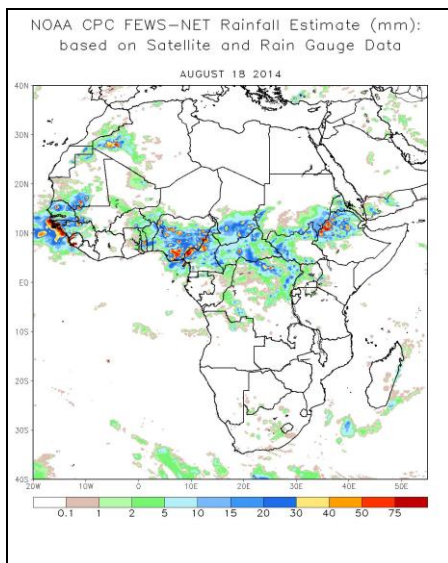 NOAA CPC FEWS-NET Rainfall Estimate (mm):
based on Satellite and Rain Gauge Data
AUGUST 18 2014
40N
30N
20N
10N
EQ
10S
20S
30S
40S
20W 10W 0 10E 20E 30E 40E 50E
0.1 1 2 5 10 15 20 30 40 50 75